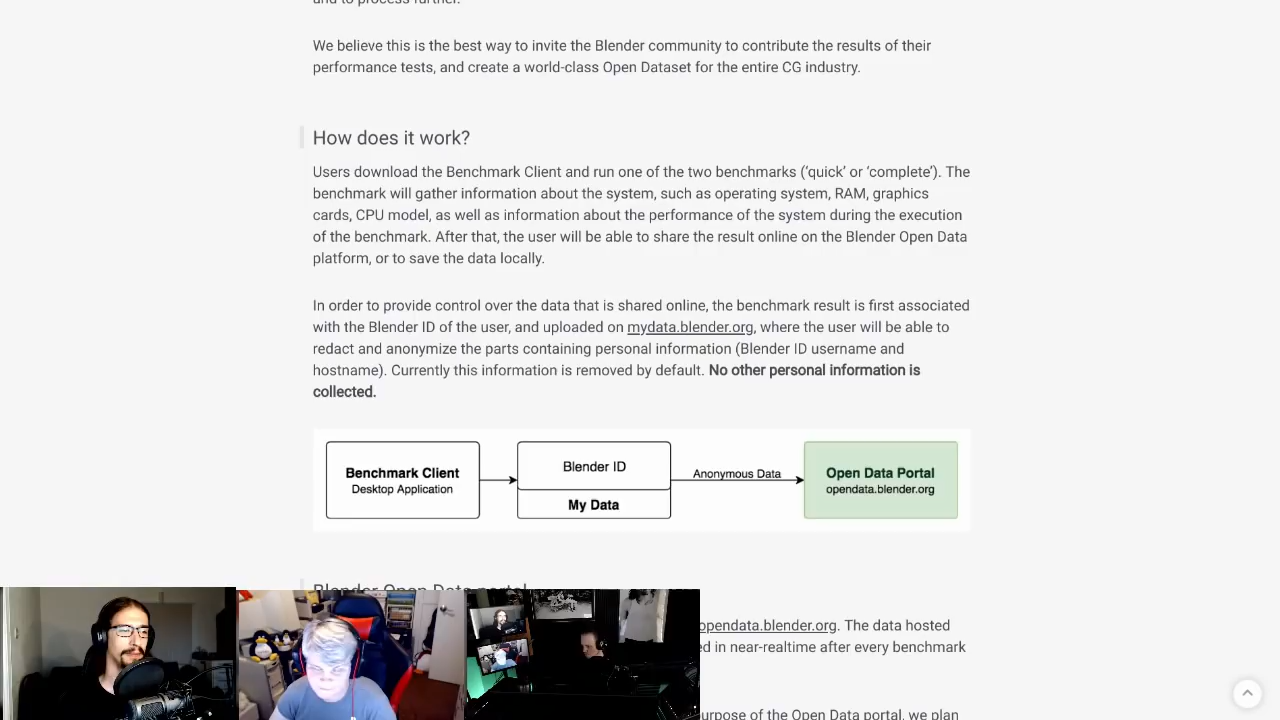 and to process further.
We believe this is the best way to invite the Blender community to contribute the results of their
performance tests, and create a world-class Open Dataset for the entire CG industry.
How does it work?
Users download the Benchmark Client and run one of the two benchmarks (‘quick’ or ‘complete’). The
benchmark will gather information about the system, such as operating system, RAM, graphics
cards, CPU model, as well as information about the performance of the system during the execution
of the benchmark. After that, the user will be able to share the result online on the Blender Open Data
platform, or to save the data locally.
In order to provide control over the data that is shared online, the benchmark result is first associated
with the Blender ID of the user, and uploaded on mydata.blender.org, where the user will be able to
redact and anonymize the parts containing personal information (Blender ID username and
hostname). Currently this information is removed by default. No other personal information is
collected.
Benchmark Client
Desktop Application
Blender ID
My Data
Anonymous Data
Open Data Portal
opendata.blender.org
Blender Open Data portal
opendata.blender.org. The data hosted
ed in near-realtime after every benchmark
urpose of the Open Data portal, we plan